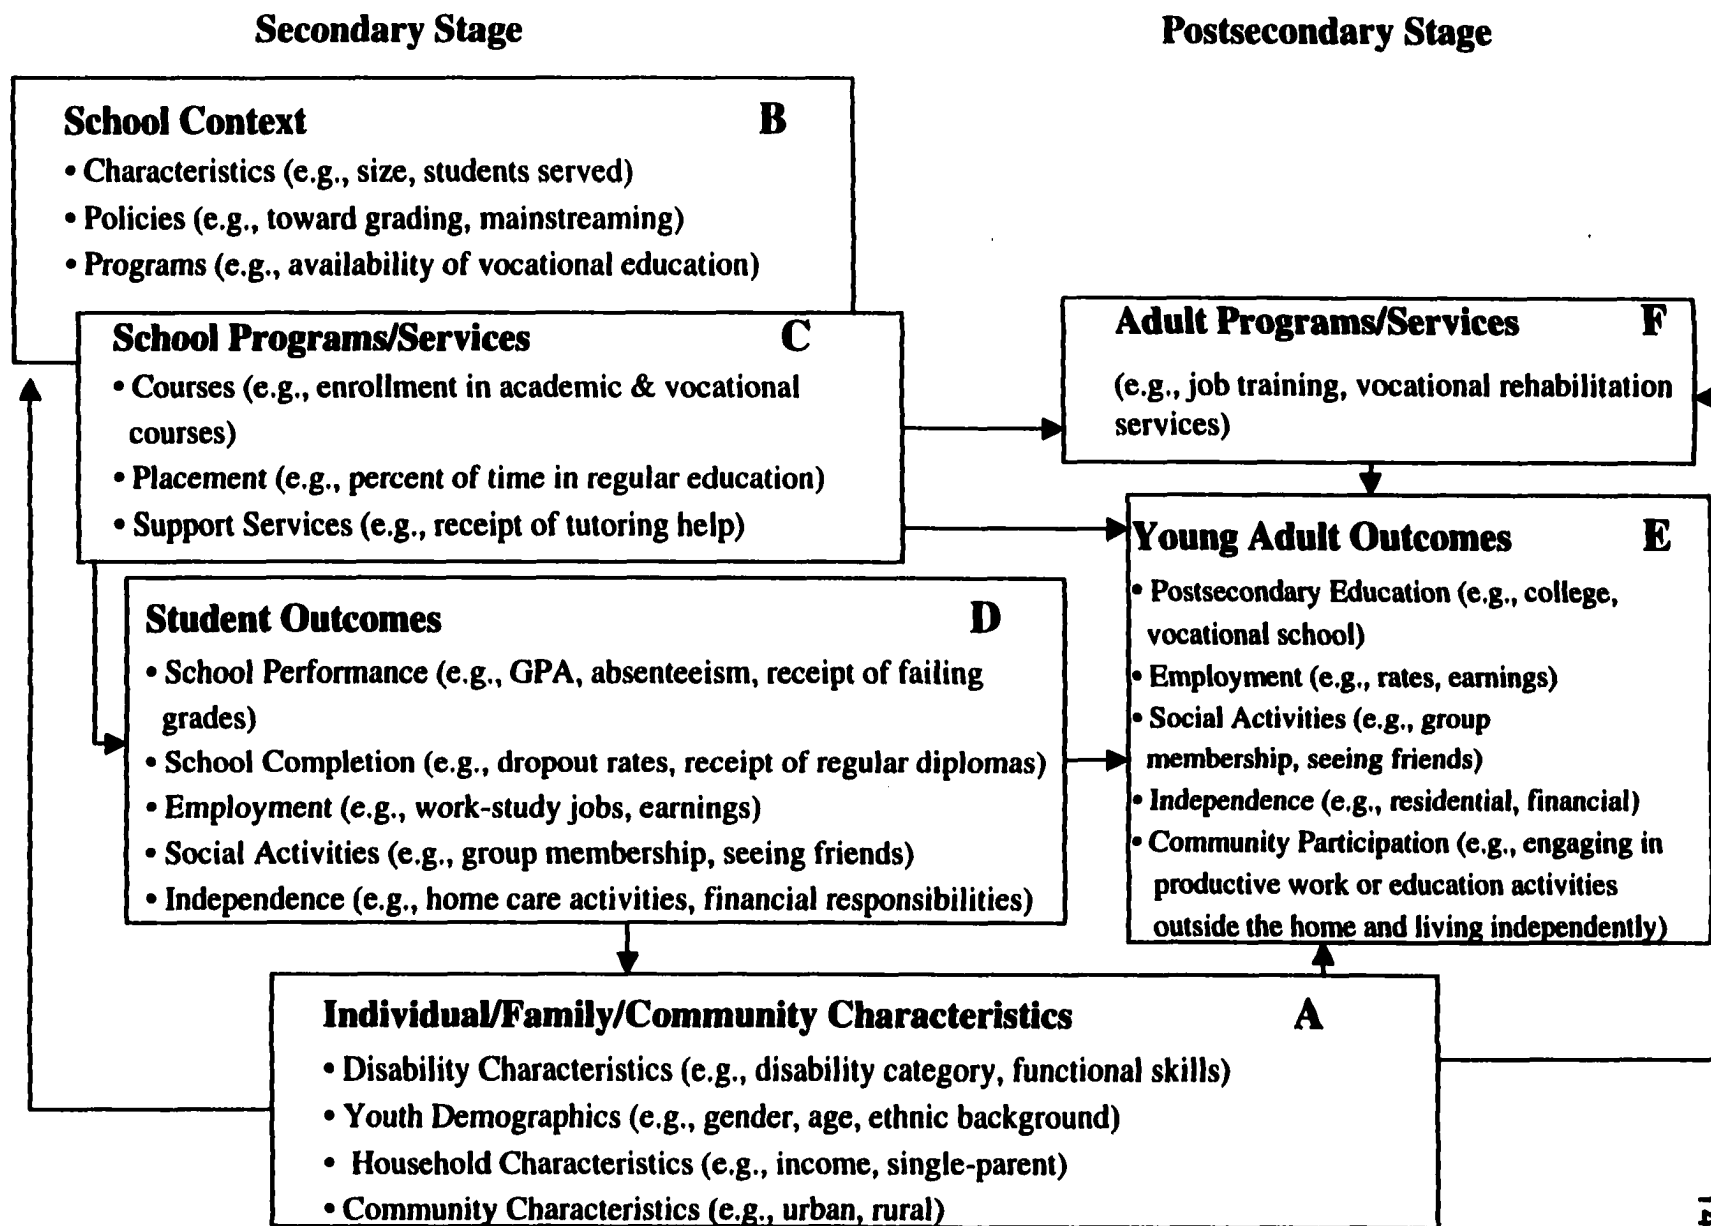 Secondary Stage
Postsecondary Stage
School Context B
• Characteristics (e.g., size, students served)
• Policies (e.g., toward grading, mainstreaming)
• Programs (e.g., availability of vocational education)
School Programs/Services C
• Courses (e.g., enrollment in academic & vocational
courses)
• Placement (e.g., percent of time in regular education)
• Support Services (e.g., receipt of tutoring help)
Student Outcomes D
• School Performance (e.g., GPA, absenteeism, receipt of failing
grades)
• School Completion (e.g., dropout rates, receipt of regular diplomas)
• Employment (e.g., work-study jobs, earnings)
• Social Activities (e.g., group membership, seeing friends)
• Independence (e.g., home care activities, financial responsibilities)
Adult Programs/Services F
(e.g., job training, vocational rehabilitation
services)
Young Adult Outcomes E
• Postsecondary Education (e.g., college,
vocational school)
• Employment (e.g., rates, earnings)
• Social Activities (e.g., group
membership, seeing friends)
• Independence (e.g., residential, financial)
• Community Participation (e.g., engaging in
productive work or education activities
outside the home and living independently)
Individual/Family/Community Characteristics A
• Disability Characteristics (e.g., disability category, functional skills)
• Youth Demographics (e.g., gender, age, ethnic background)
• Household Characteristics (e.g., income, single-parent)
• Community Characteristics (e.g., urban, rural)
14